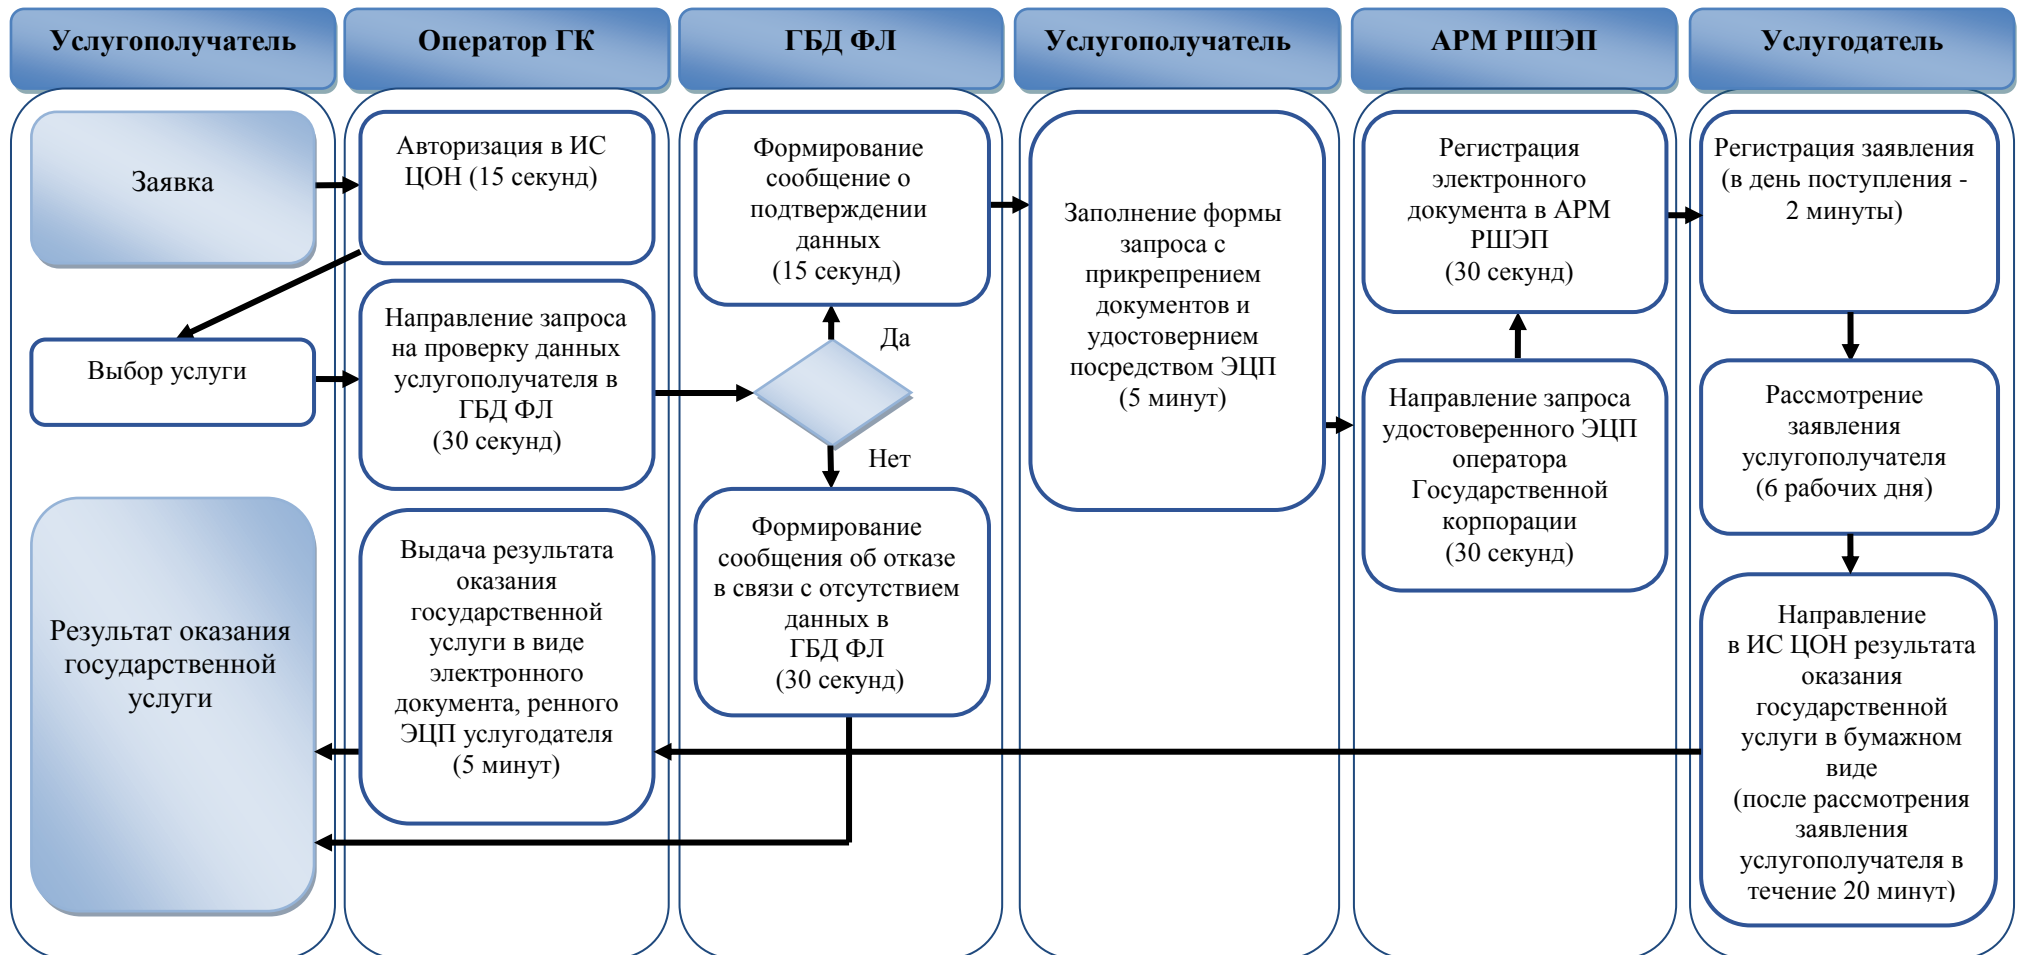 Услугополучатель
Оператор ГК
ГБД ФЛ
Услугополучатель
АРМ РШЭП
Услугодатель
Заявка
Авторизация в ИС
ЦОН (15 секунд)
Выбор услуги
Направление запроса
на проверку данных
услугополучателя в
ГБД ФЛ
(30 секунд)
Формирование
сообщение о
подтверждении
данных
(15 секунд)
Да
Нет
Формирование
сообщения об отказе
в связи с отсутствием
данных в
ГБД ФЛ
(30 секунд)
Заполнение формы
запроса с
прикрепрением
документов и
удостовернием
посредством ЭЦП
(5 минут)
Регистрация
электронного
документа в АРМ
РШЭП
(30 секунд)
Направление запроса
удостоверенного ЭЦП
оператора
Государственной
корпорации
(30 секунд)
Регистрация заявления
(в день поступления -
2 минуты)
Рассмотрение
заявления
услугополучателя
(6 рабочих дня)
Направление
в ИС ЦОН результата
оказания
государственной
услуги в бумажном
виде
(после рассмотрения
заявления
услугополучателя в
течение 20 минут)
Выдача результата
оказания
государственной
услуги в виде
электронного
документа, ренного
ЭЦП услугодателя
(5 минут)
Результат оказания
государственной
услуги